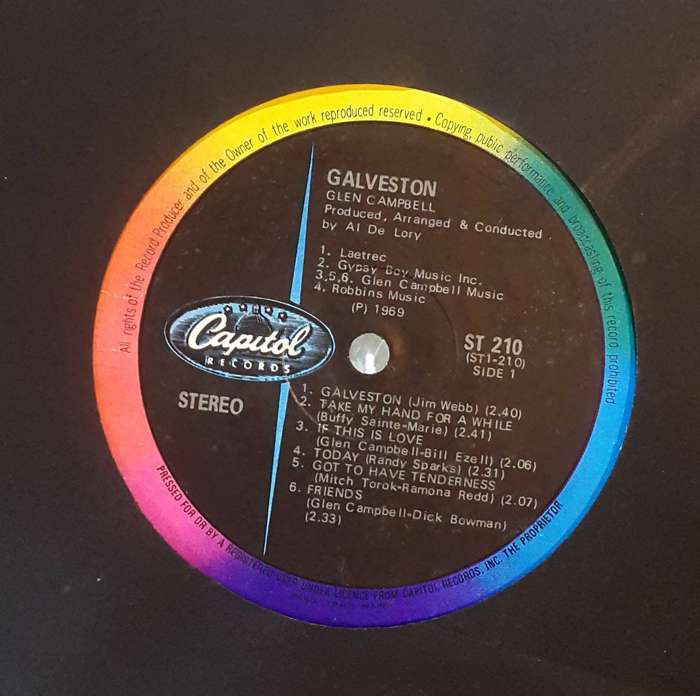 All rights of the Record Producer and of the Owner of the work reproduced reserved • Copying, public performance and broadcasting of this record prohibited
GALVESTON
GLEN CAMPBELL
Produced, Arranged & Conducted
by Al De Lory
1. Laetrec
2. Gypsy Boy Music Inc.
3,5,6. Glen Campbell Music
4. Robbins Music
(P) 1969
Capitol
RECORDS
STEREO
ST 210
(ST1-210)
SIDE 1
1. GALVESTON (Jim Webb) (2.40)
2. TAKE MY HAND FOR A WHILE
(Buffy Sainte-Marie) (2.41)
3. IF THIS IS LOVE
(Glen Campbell-Bill Ezell) (2.06)
4. TODAY (Randy Sparks) (2.31)
5. GOT TO HAVE TENDERNESS
(Mitch Torok-Ramona Redd) (2.07)
6. FRIENDS
(Glen Campbell-Dick Bowman)
(2.33)
PRESSED FOR OR BY A REGISTERED USER UNDER LICENCE FROM CAPITOL RECORDS, INC. THE PROPRIETOR